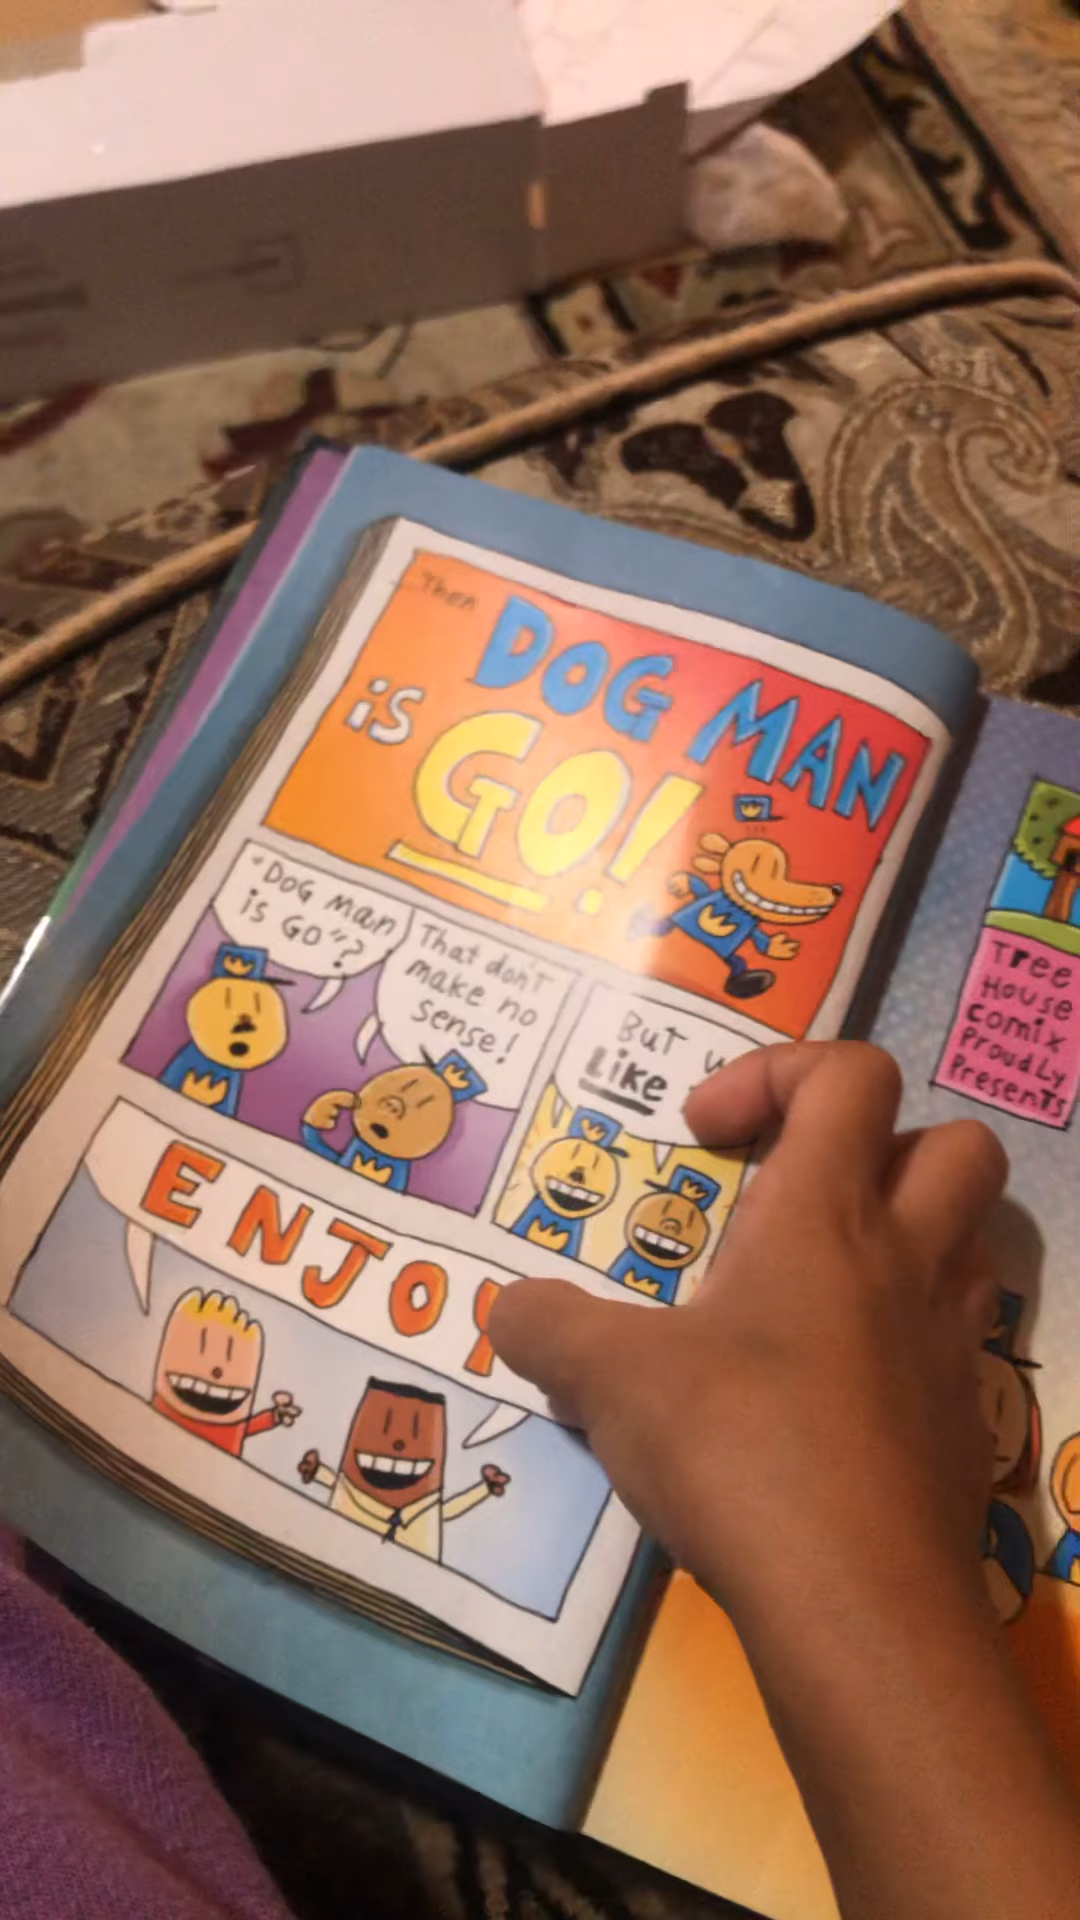 ...Then
DOG MAN
is GO!
"DOG Man
is GO"?
That don't
make no
sense!
BUT
Like
ENJOY
Tree
House
Comix
Proudly
Presents